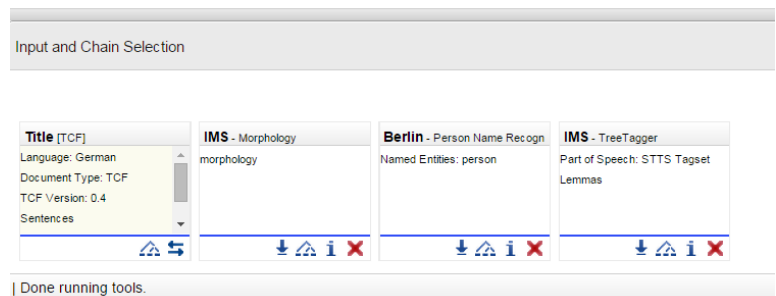 Input and Chain Selection
Title [TCF]
Language: German
Document Type: TCF
TCF Version: 0.4
Sentences
IMS - Morphology
morphology
Berlin - Person Name Recogn
Named Entities: person
IMS - TreeTagger
Part of Speech: STTS Tagset
Lemmas
| Done running tools.